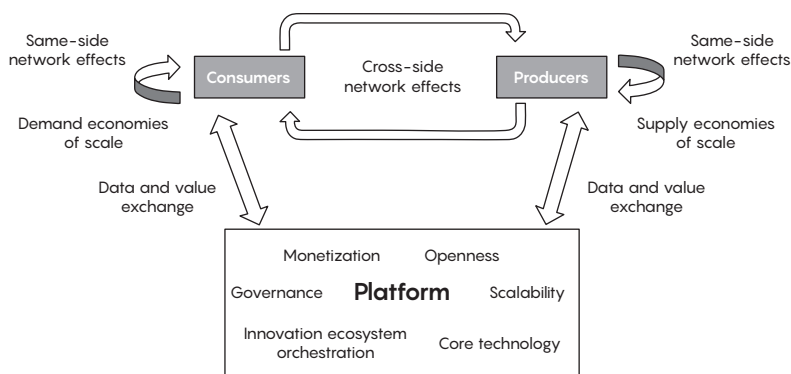 Same-side
network effects
Consumers
Cross-side
network effects
Producers
Same-side
network effects
Demand economies
of scale
Supply economies
of scale
Data and value
exchange
Data and value
exchange
Monetization
Openness
Governance
Platform
Scalability
Innovation ecosystem
orchestration
Core technology